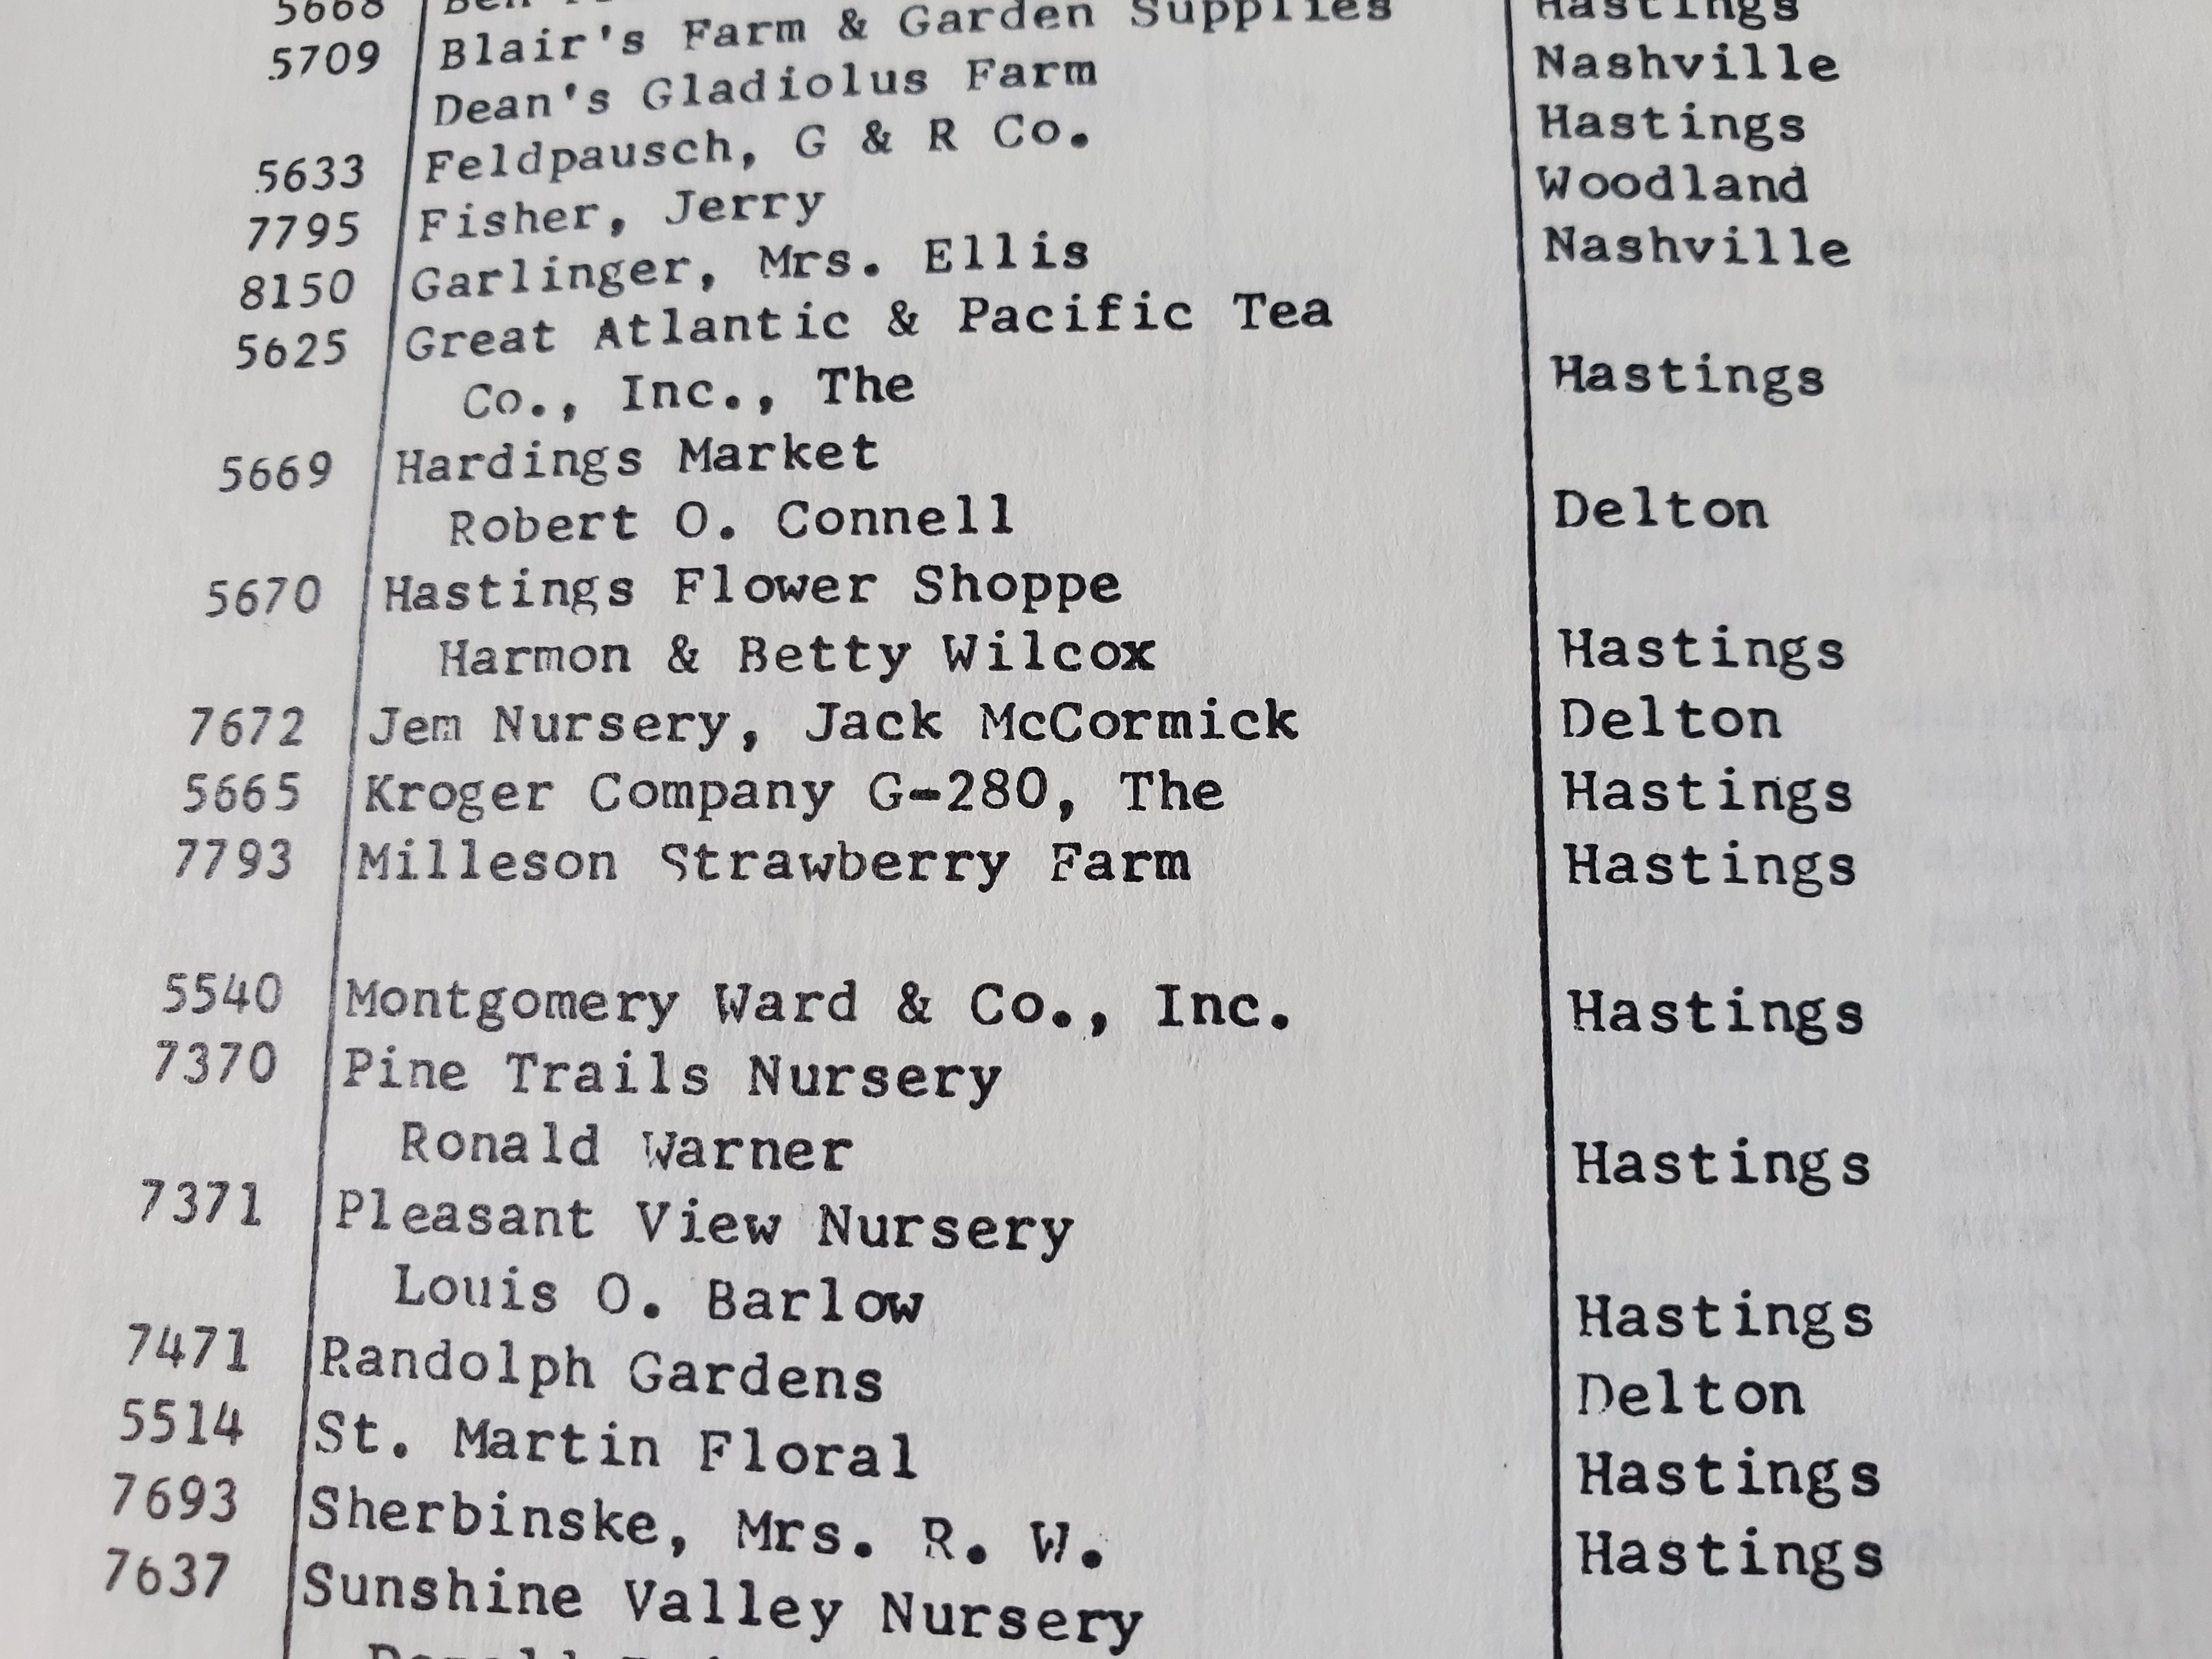 5668 Ben
5709 Blair's Farm & Garden Supplies Hastings
Dean's Gladiolus Farm Nashville
5633 Feldpausch, G & R Co. Hastings
7795 Fisher, Jerry Woodland
8150 Garlinger, Mrs. Ellis Nashville
5625 Great Atlantic & Pacific Tea
Co., Inc., The Hastings
5669 Hardings Market
Robert O. Connell Delton
5670 Hastings Flower Shoppe
Harmon & Betty Wilcox Hastings
7672 Jem Nursery, Jack McCormick Delton
5665 Kroger Company G-280, The Hastings
7793 Milleson Strawberry Farm Hastings
5540 Montgomery Ward & Co., Inc. Hastings
7370 Pine Trails Nursery
Ronald Warner Hastings
7371 Pleasant View Nursery
Louis O. Barlow Hastings
7471 Randolph Gardens Delton
5514 St. Martin Floral Hastings
7693 Sherbinske, Mrs. R. W. Hastings
7637 Sunshine Valley Nursery